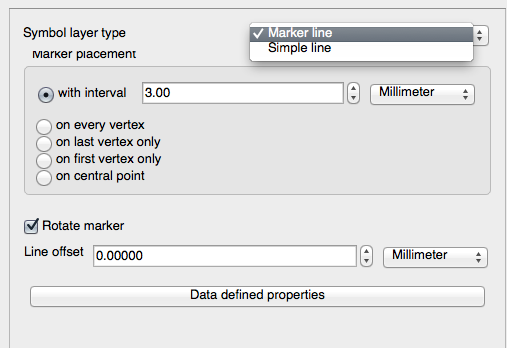 Symbol layer type
✓ Marker line
Simple line
Marker placement
with interval 3.00 Millimeter
on every vertex
on last vertex only
on first vertex only
on central point
Rotate marker
Line offset 0.00000 Millimeter
Data defined properties